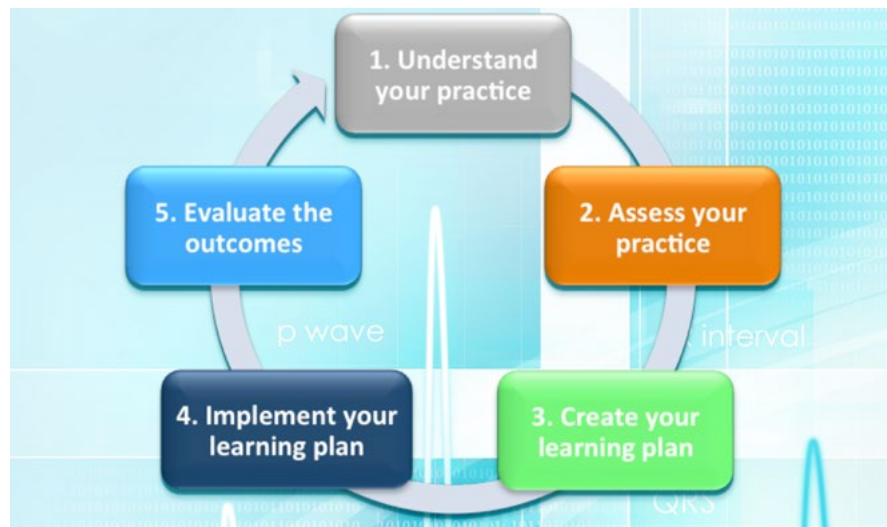 1. Understand
your practice
2. Assess your
practice
3. Create your
learning plan
4. Implement your
learning plan
5. Evaluate the
outcomes
p wave
interval
QRS